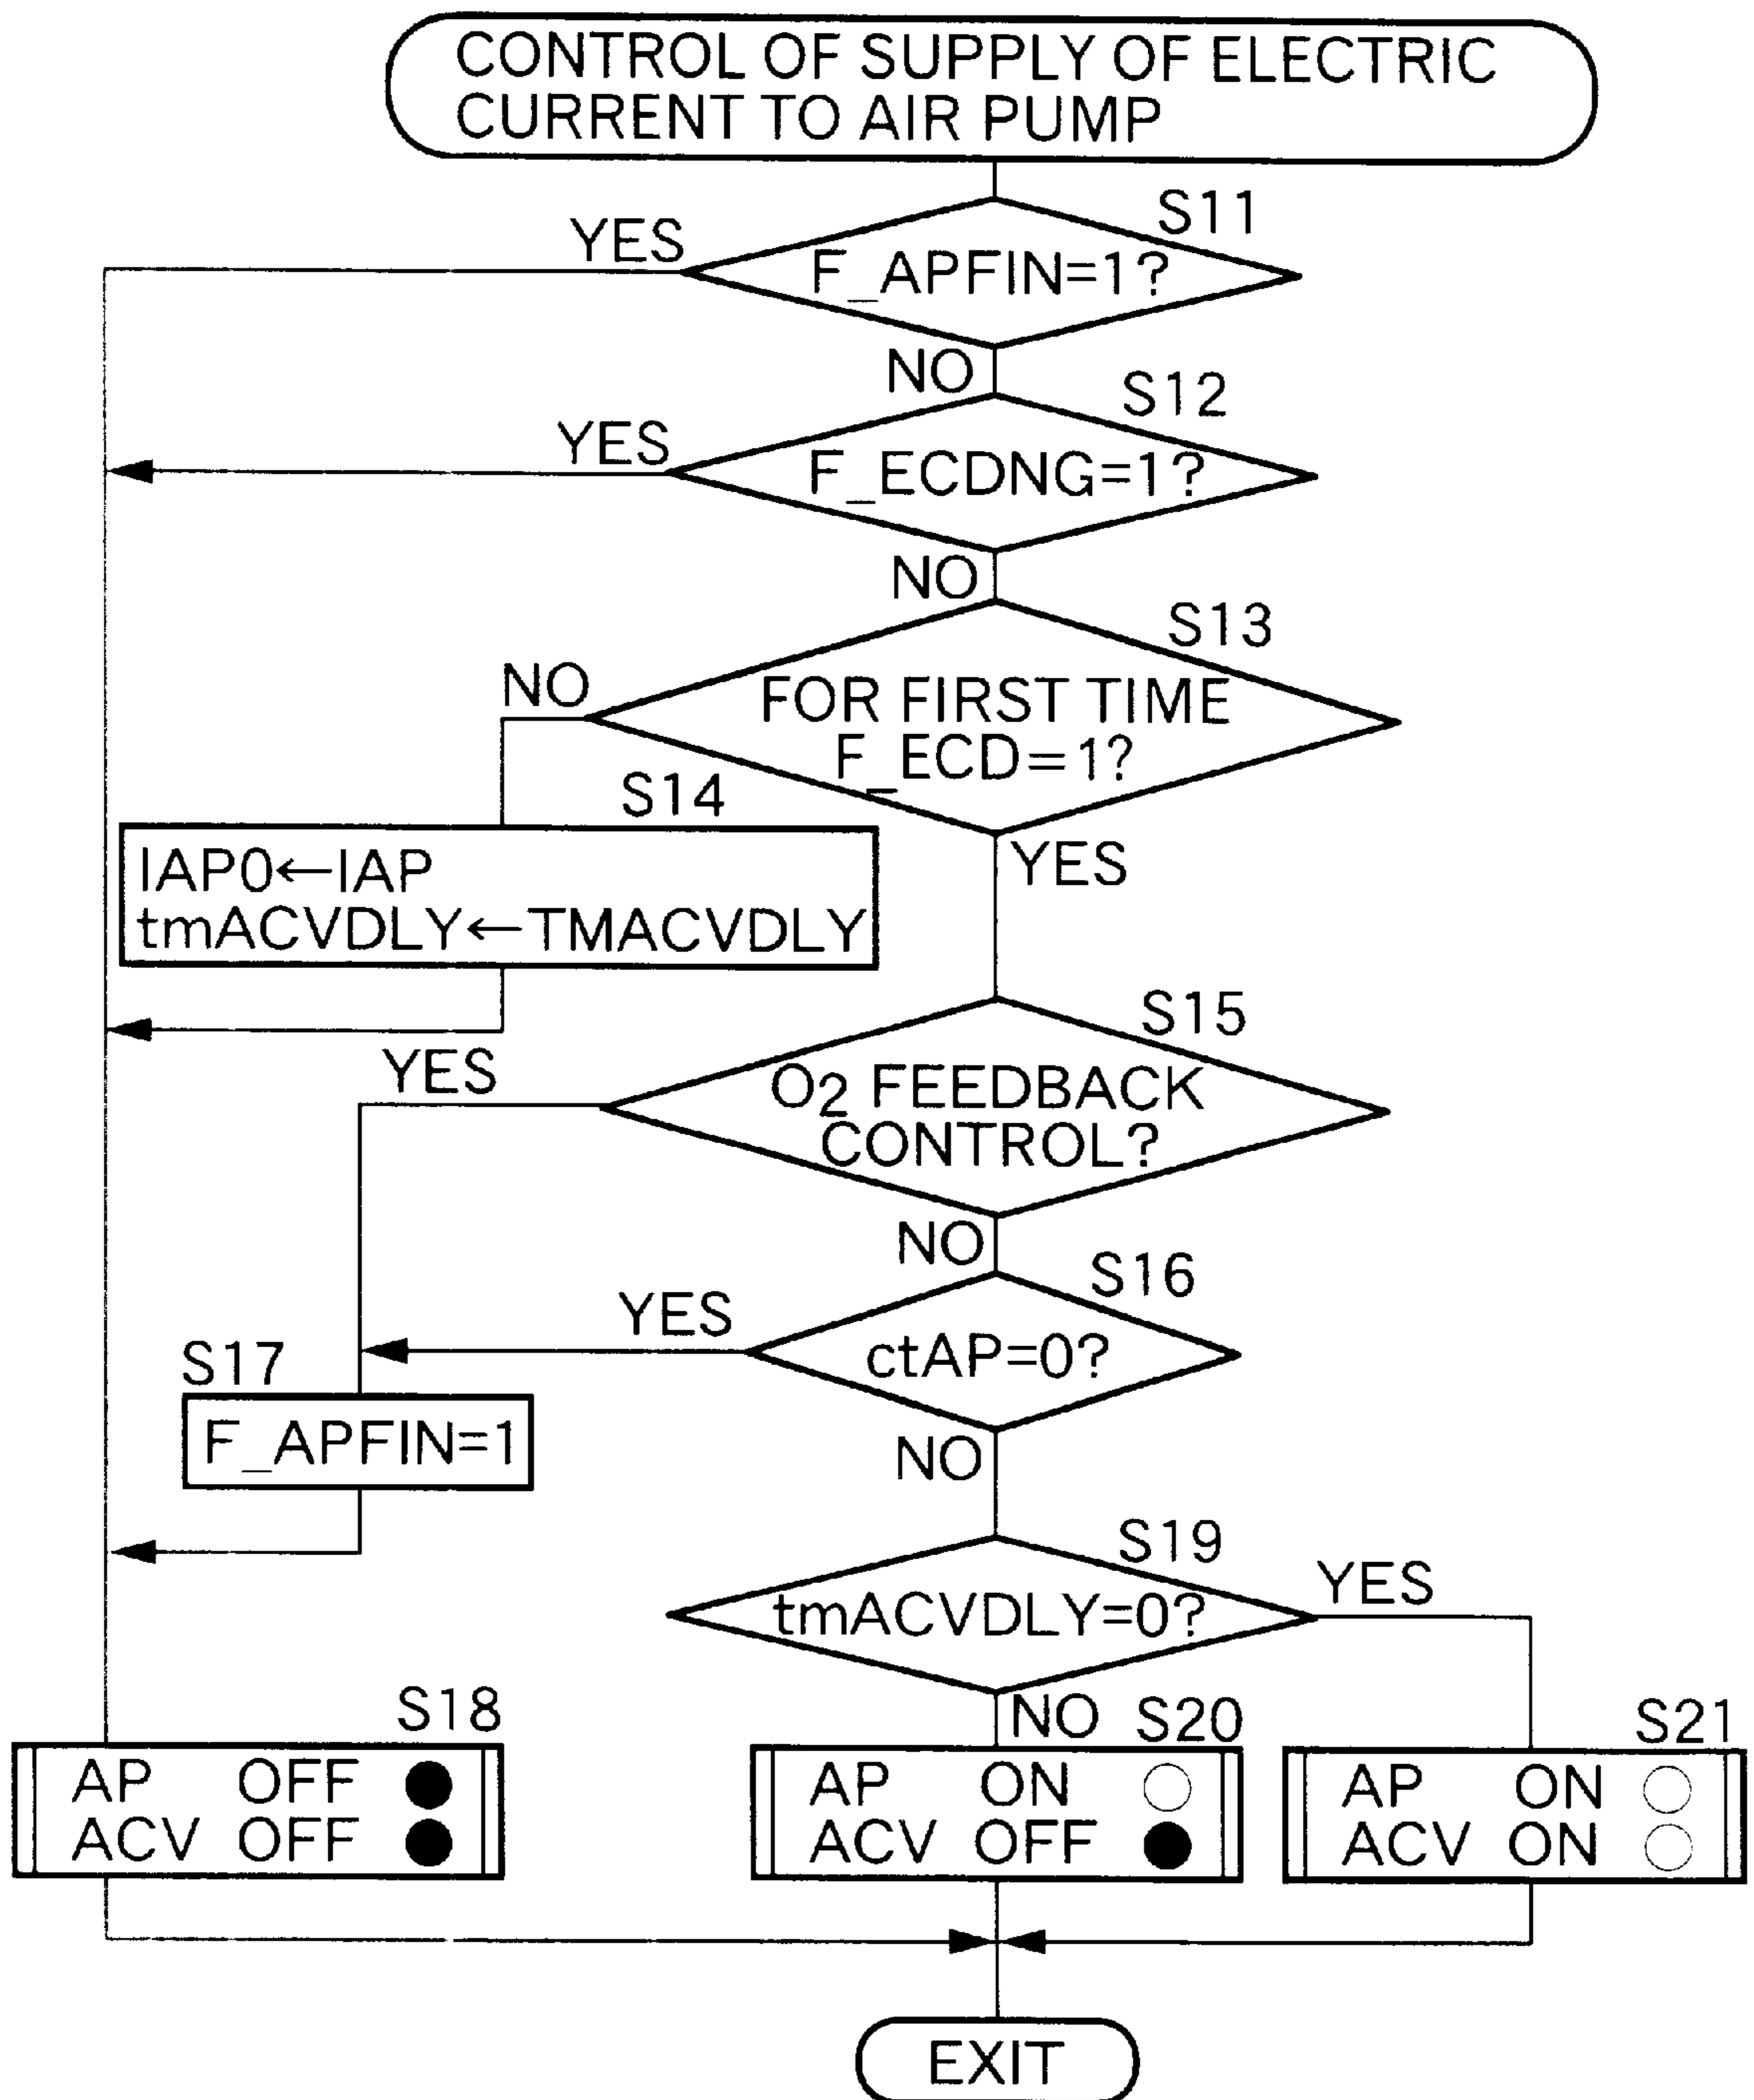 CONTROL OF SUPPLY OF ELECTRIC
CURRENT TO AIR PUMP
S11
YES
F_APFIN=1?
NO
S12
YES
F_ECDNG=1?
NO
S13
NO
FOR FIRST TIME
F_ECD=1?
S14
YES
IAP0←IAP
tmACVDLY←TMACVDLY
S15
YES
O2 FEEDBACK
CONTROL?
NO
S16
YES
ctAP=0?
S17
F_APFIN=1
NO
S19
YES
tmACVDLY=0?
S18
NO
S20
S21
AP OFF
ACV OFF
AP ON
ACV OFF
AP ON
ACV ON
EXIT